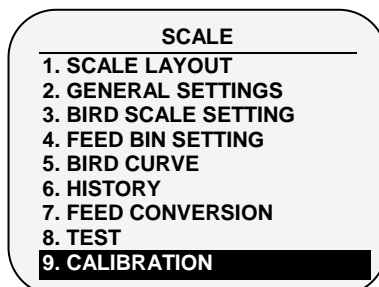 SCALE
1. SCALE LAYOUT
2. GENERAL SETTINGS
3. BIRD SCALE SETTING
4. FEED BIN SETTING
5. BIRD CURVE
6. HISTORY
7. FEED CONVERSION
8. TEST
9. CALIBRATION